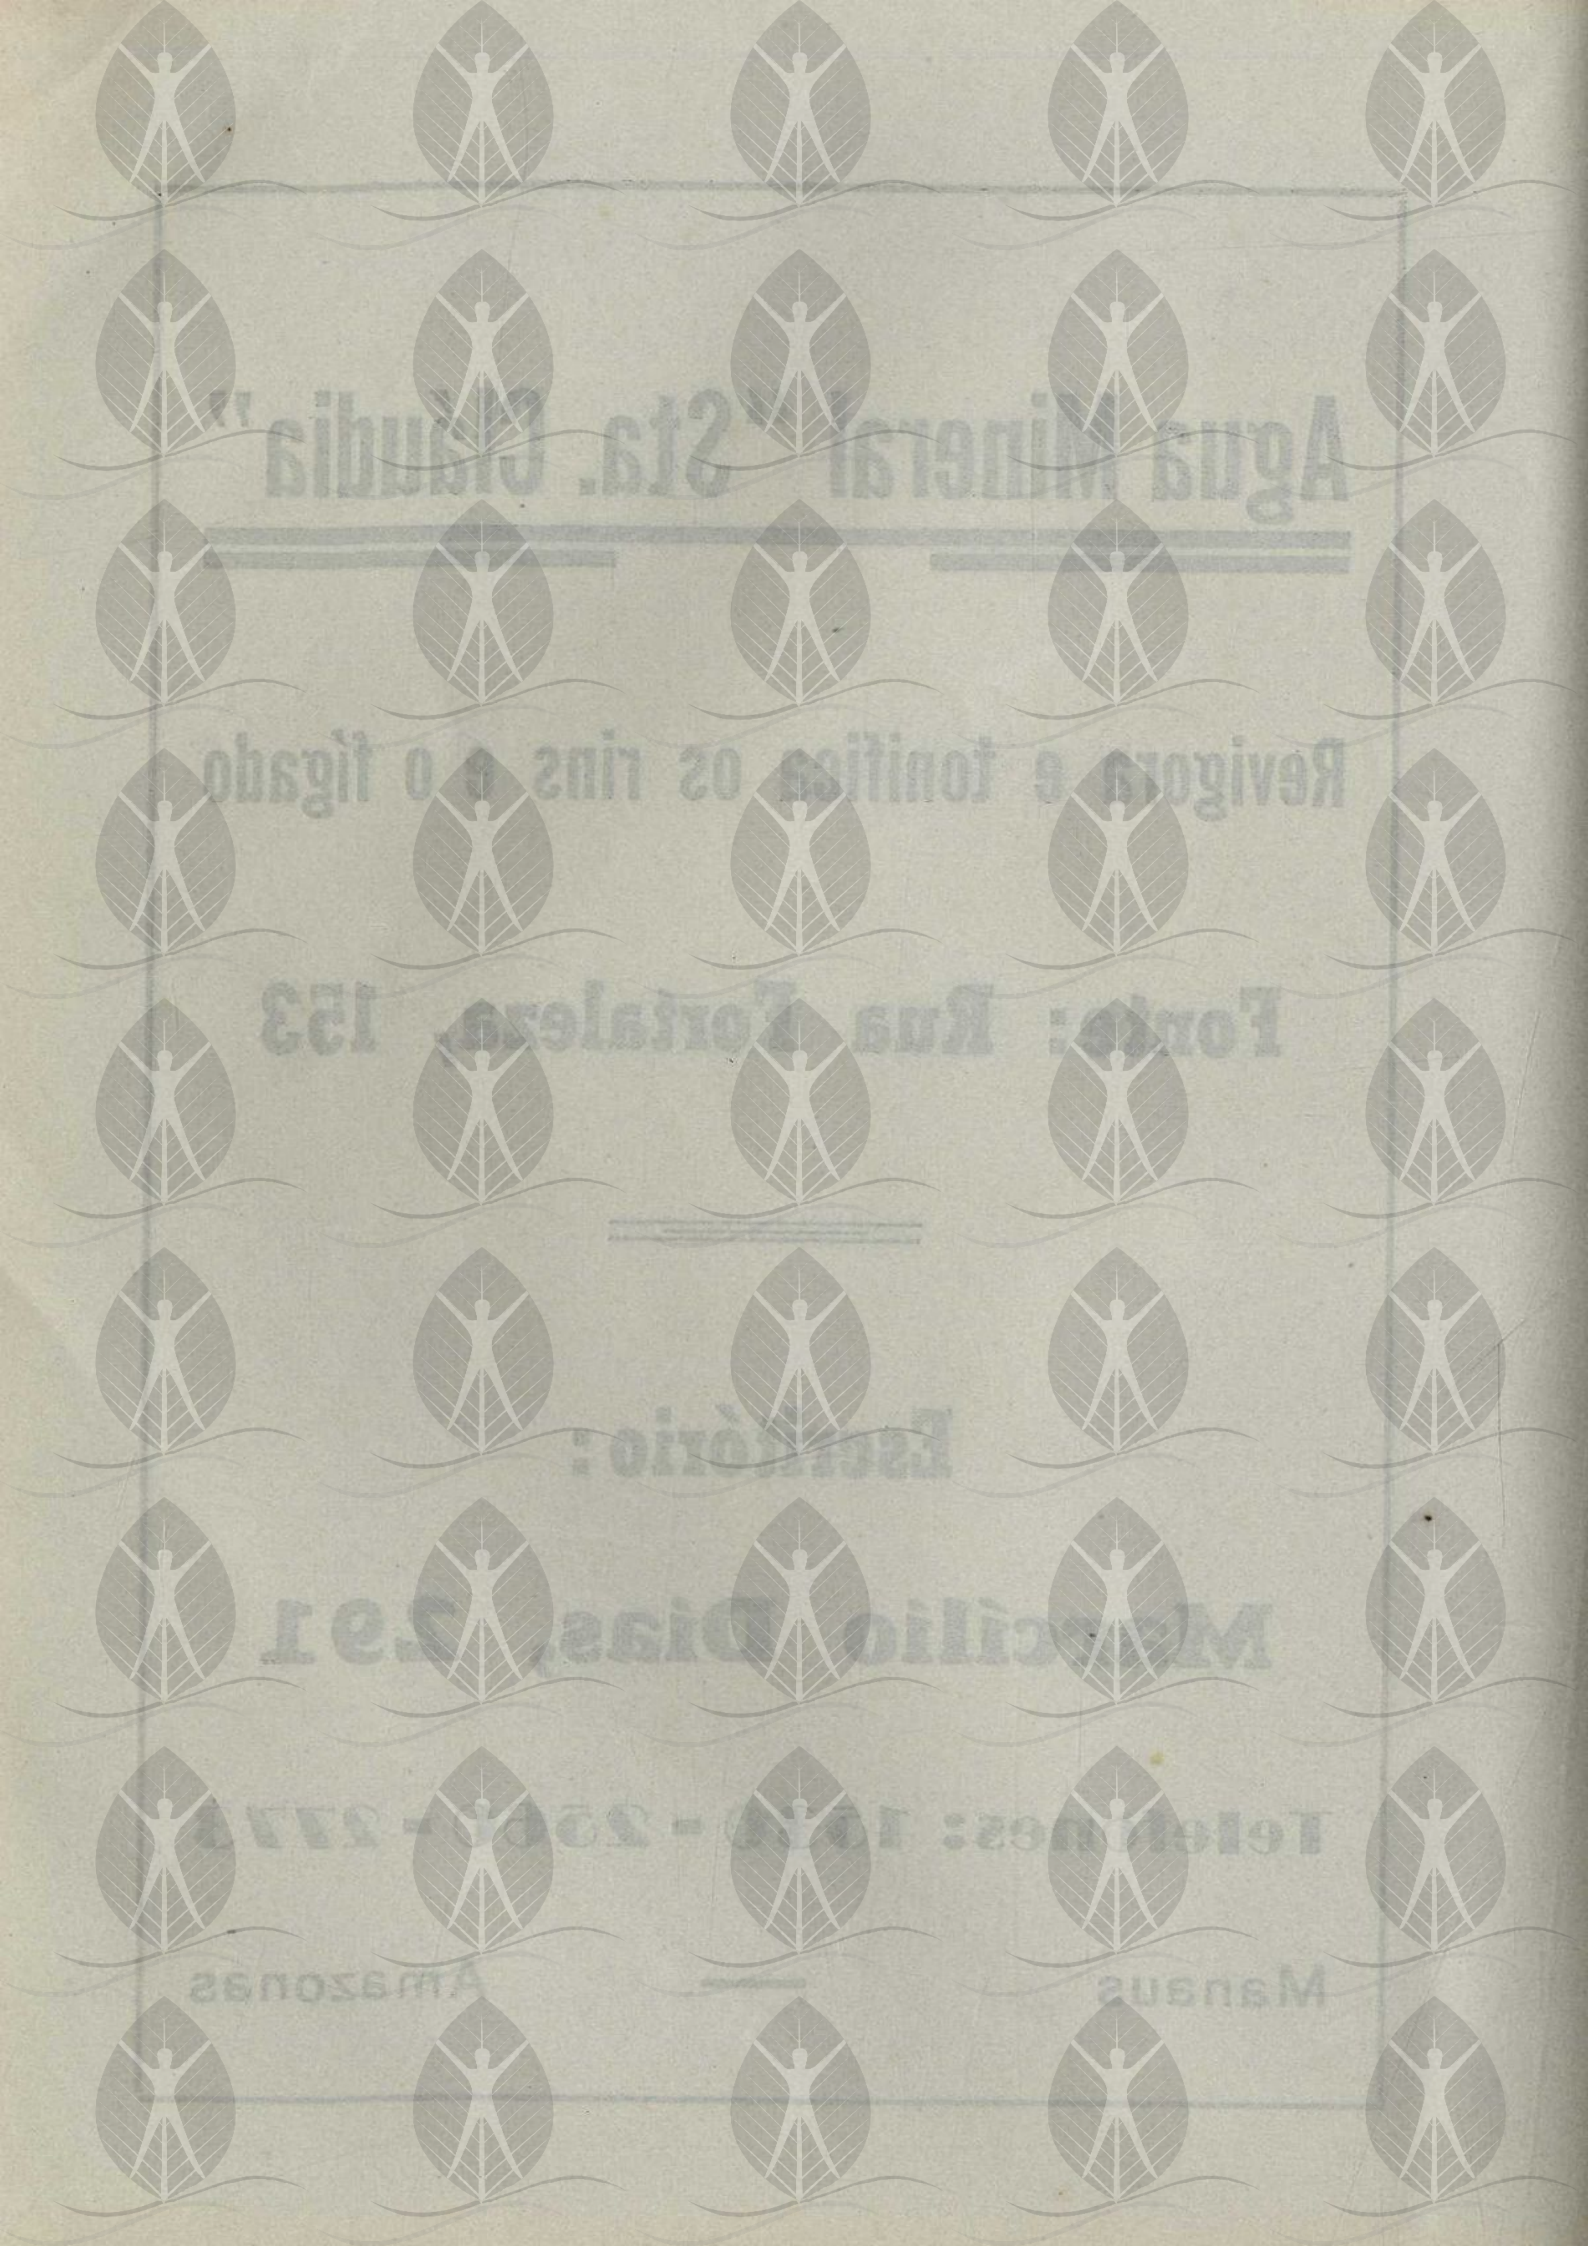 Agua Mineral "Sta. Cláudia"
Revigora e tonifica os rins e o fígado
Fonte: Rua Fortaleza, 153
Escritório:
Marcílio Dias, 291
Telefones:
Manaus — Amazonas